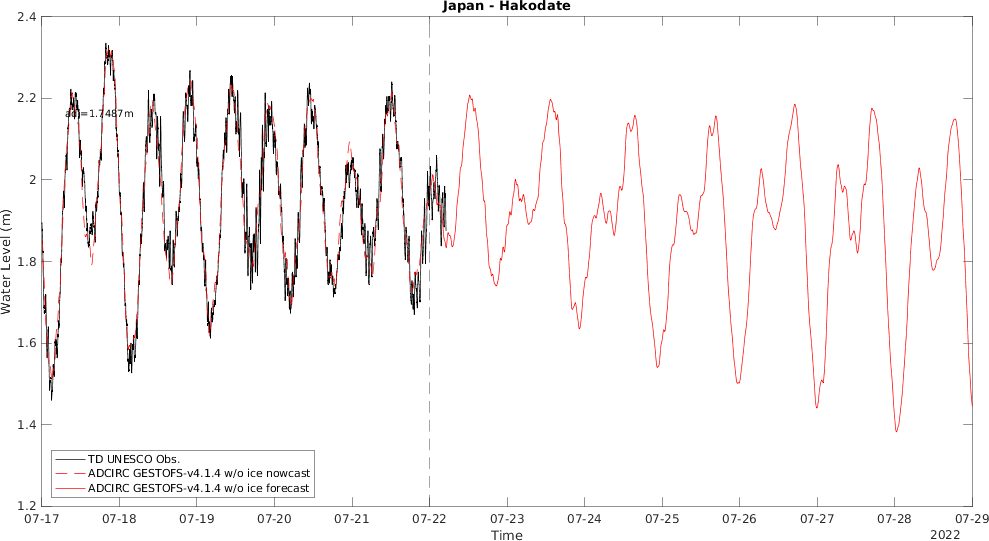 Japan - Hakodate
2.4
2.2
2
1.8
1.6
1.4
1.2
Water Level (m)
adj=1.7487m
TD UNESCO Obs.
ADCIRC GESTOFS-v4.1.4 w/o ice nowcast
ADCIRC GESTOFS-v4.1.4 w/o ice forecast
07-17 07-18 07-19 07-20 07-21 07-22 07-23 07-24 07-25 07-26 07-27 07-28 07-29
Time
2022